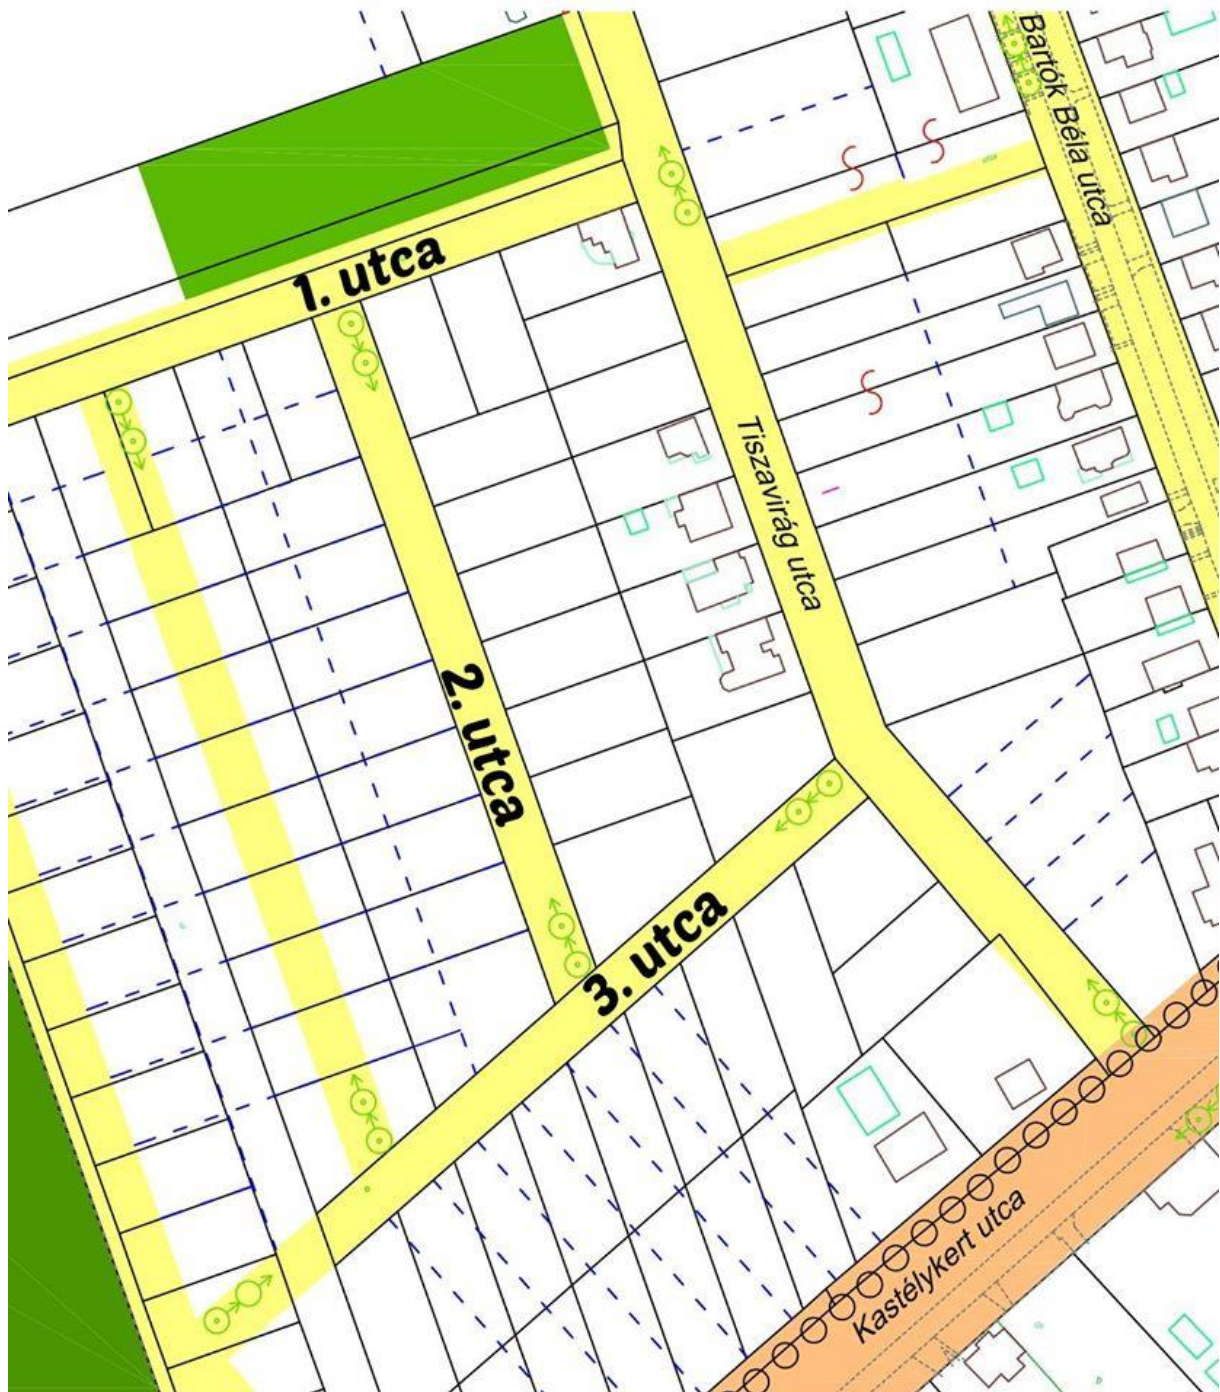 Bartók Béla utca
1. utca
Tiszavirág utca
2. utca
3. utca
Kastélykert utca